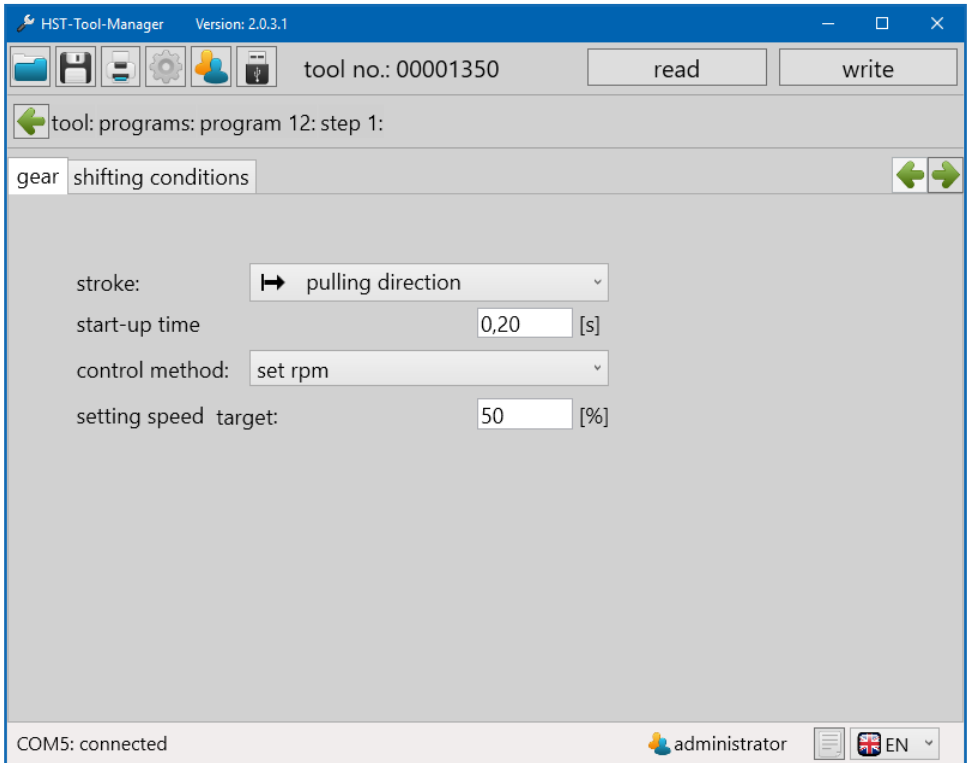 HST-Tool-Manager Version: 2.0.3.1
tool no.: 00001350 read write
tool: programs: program 12: step 1:
gear shifting conditions
stroke: pulling direction
start-up time 0,20 [s]
control method: set rpm
setting speed target: 50 [%]
COM5: connected administrator EN